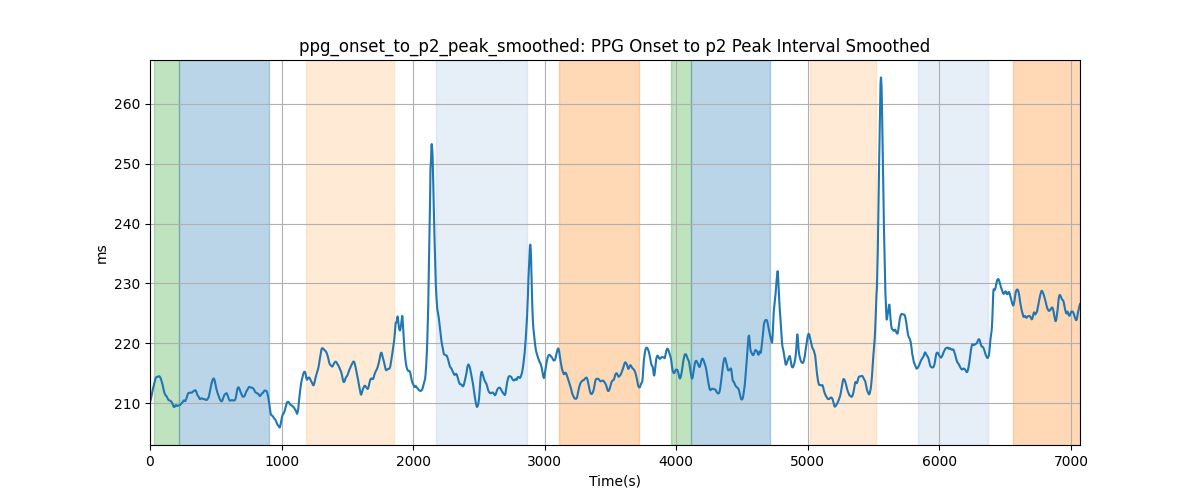 ppg_onset_to_p2_peak_smoothed: PPG Onset to p2 Peak Interval Smoothed
260
250
240
230
220
210
ms
0 1000 2000 3000 4000 5000 6000 7000
Time(s)